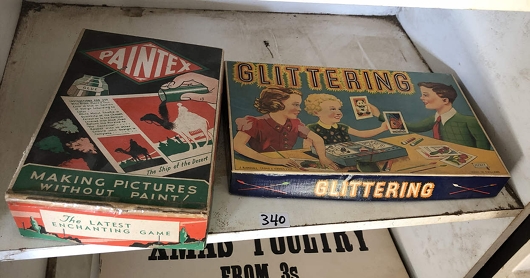 PAINTEX
The Ship of the Desert
MAKING PICTURES
WITHOUT PAINT!
The LATEST
ENCHANTING GAME
GLITTERING
GLITTERING
340
XMAS POULTRY
FROM 3s